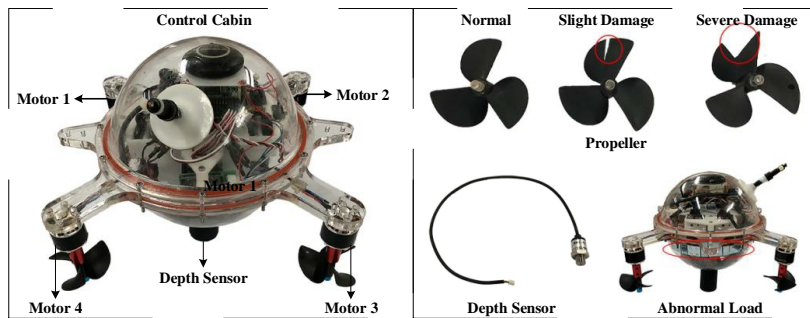 Control Cabin
Motor 1
Motor 2
Motor 1
Depth Sensor
Motor 4
Motor 3
Normal
Slight Damage
Severe Damage
Propeller
Depth Sensor
Abnormal Load